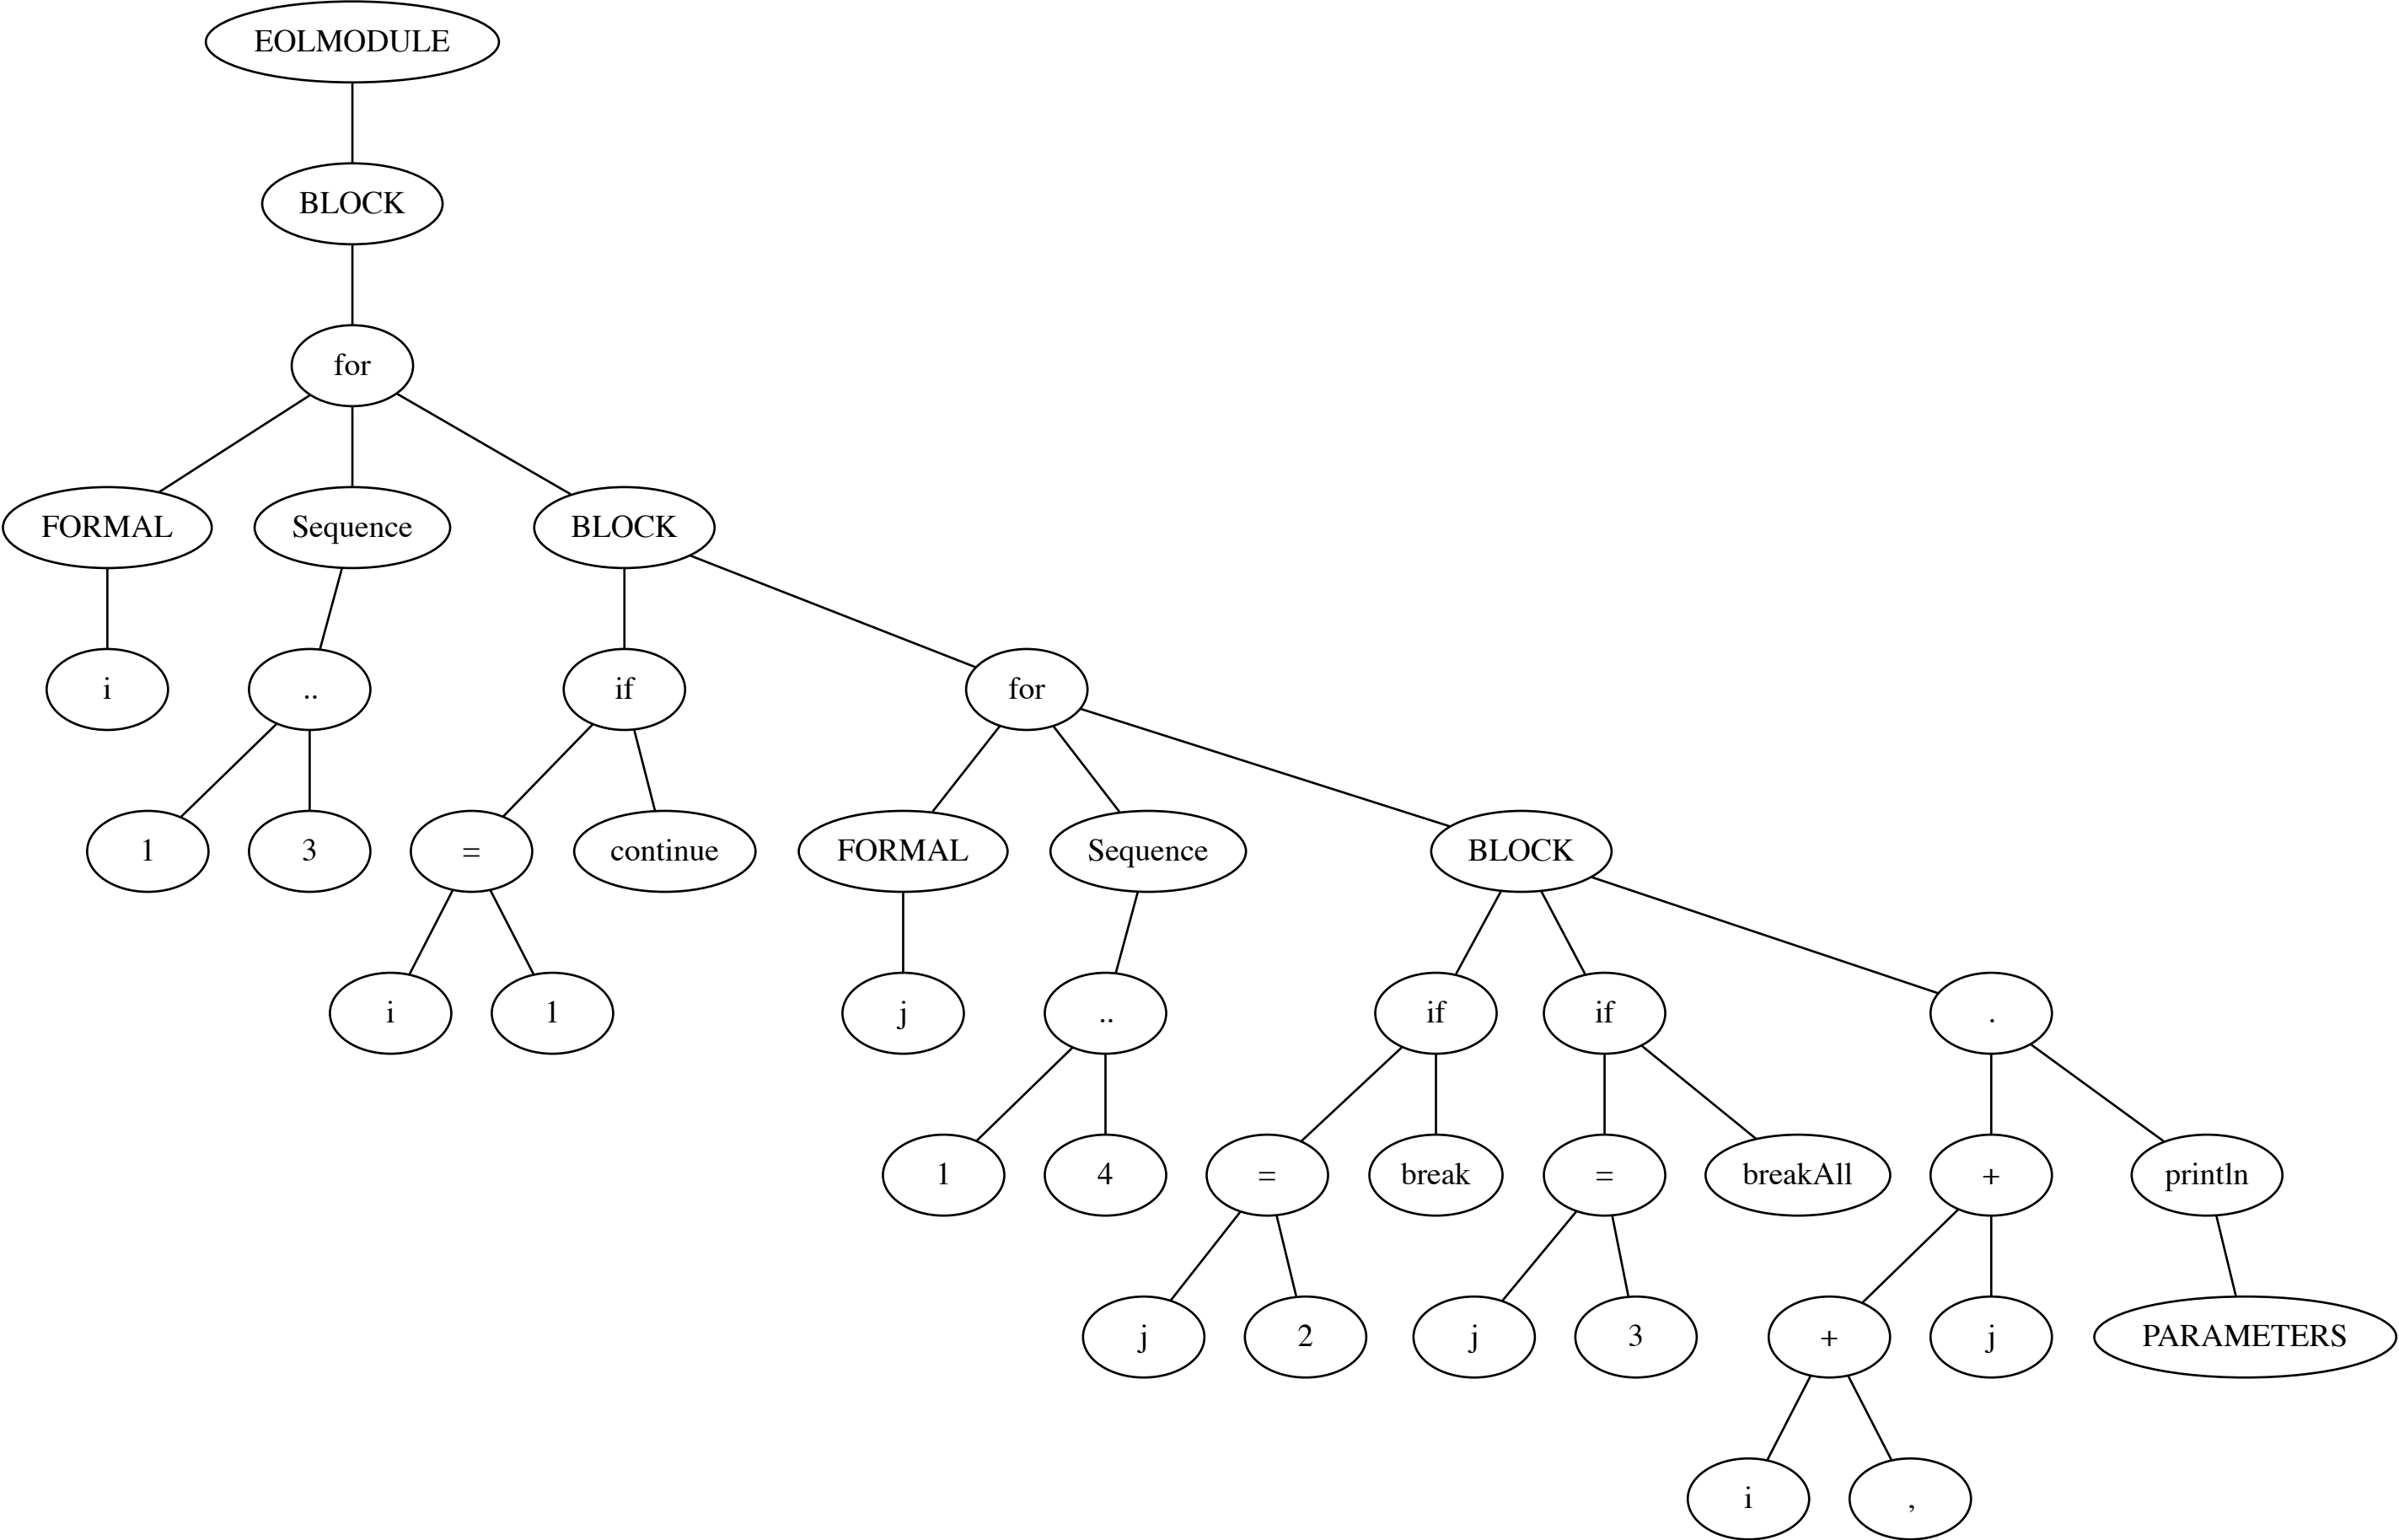 EOLMODULE
BLOCK
for
FORMAL Sequence BLOCK
i .. if for
1 3 = continue FORMAL Sequence BLOCK
i 1 j .. if if .
1 4 = break = breakAll + println
j 2 j 3 + j PARAMETERS
i ,